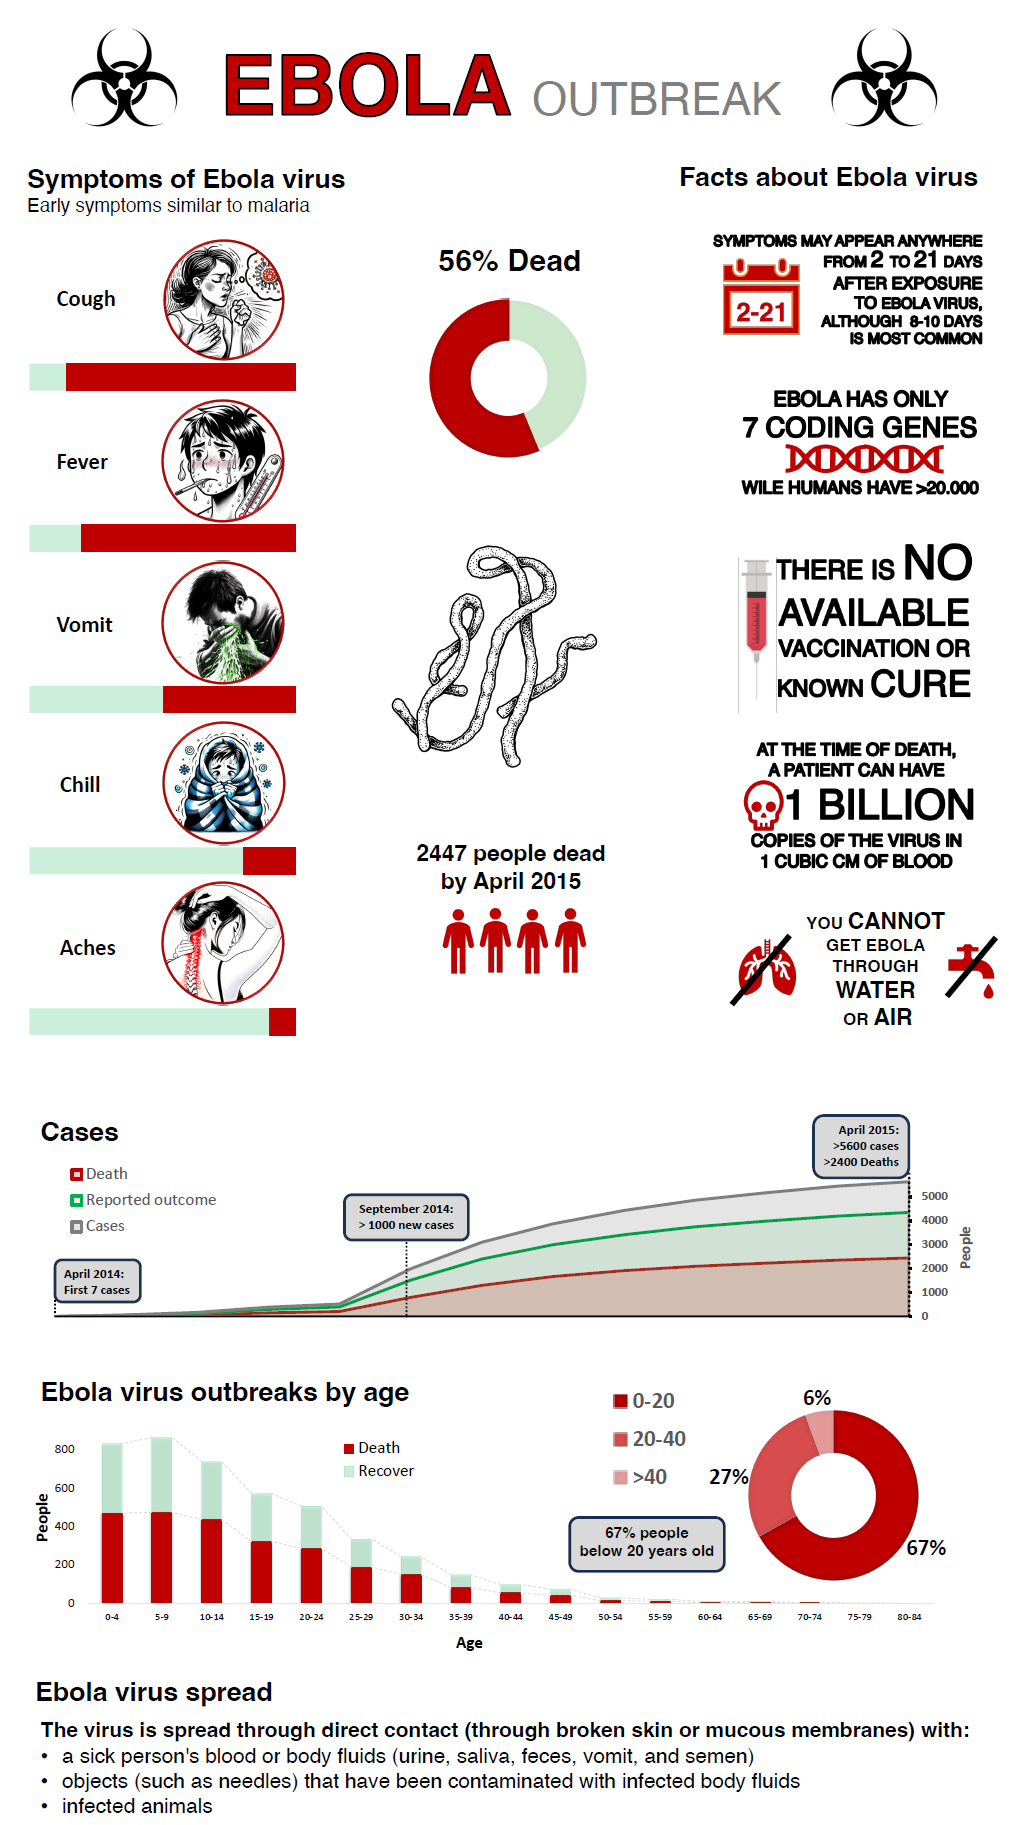 EBOLA OUTBREAK
Symptoms of Ebola virus
Early symptoms similar to malaria
Cough
Fever
Vomit
Chill
Aches
56% Dead
2447 people dead
by April 2015
Facts about Ebola virus
SYMPTOMS MAY APPEAR ANYWHERE
FROM 2 TO 21 DAYS
AFTER EXPOSURE
TO EBOLA VIRUS,
ALTHOUGH 8-10 DAYS
IS MOST COMMON
2-21
EBOLA HAS ONLY
7 CODING GENES
WILE HUMANS HAVE >20.000
THERE IS NO
AVAILABLE
VACCINATION OR
KNOWN CURE
AT THE TIME OF DEATH,
A PATIENT CAN HAVE
1 BILLION
COPIES OF THE VIRUS IN
1 CUBIC CM OF BLOOD
YOU CANNOT
GET EBOLA
THROUGH
WATER
OR AIR
Cases
Death
Reported outcome
Cases
April 2014:
First 7 cases
September 2014:
> 1000 new cases
April 2015:
>5600 cases
>2400 Deaths
5000
4000
3000
2000
1000
0
People
Ebola virus outbreaks by age
Death
Recover
800
600
400
200
0
People
0-4 5-9 10-14 15-19 20-24 25-29 30-34 35-39 40-44 45-49 50-54 55-59 60-64 65-69 70-74 75-79 80-84
Age
0-20
20-40
>40
6%
27%
67%
67% people
below 20 years old
Ebola virus spread
The virus is spread through direct contact (through broken skin or mucous membranes) with:
• a sick person's blood or body fluids (urine, saliva, feces, vomit, and semen)
• objects (such as needles) that have been contaminated with infected body fluids
• infected animals